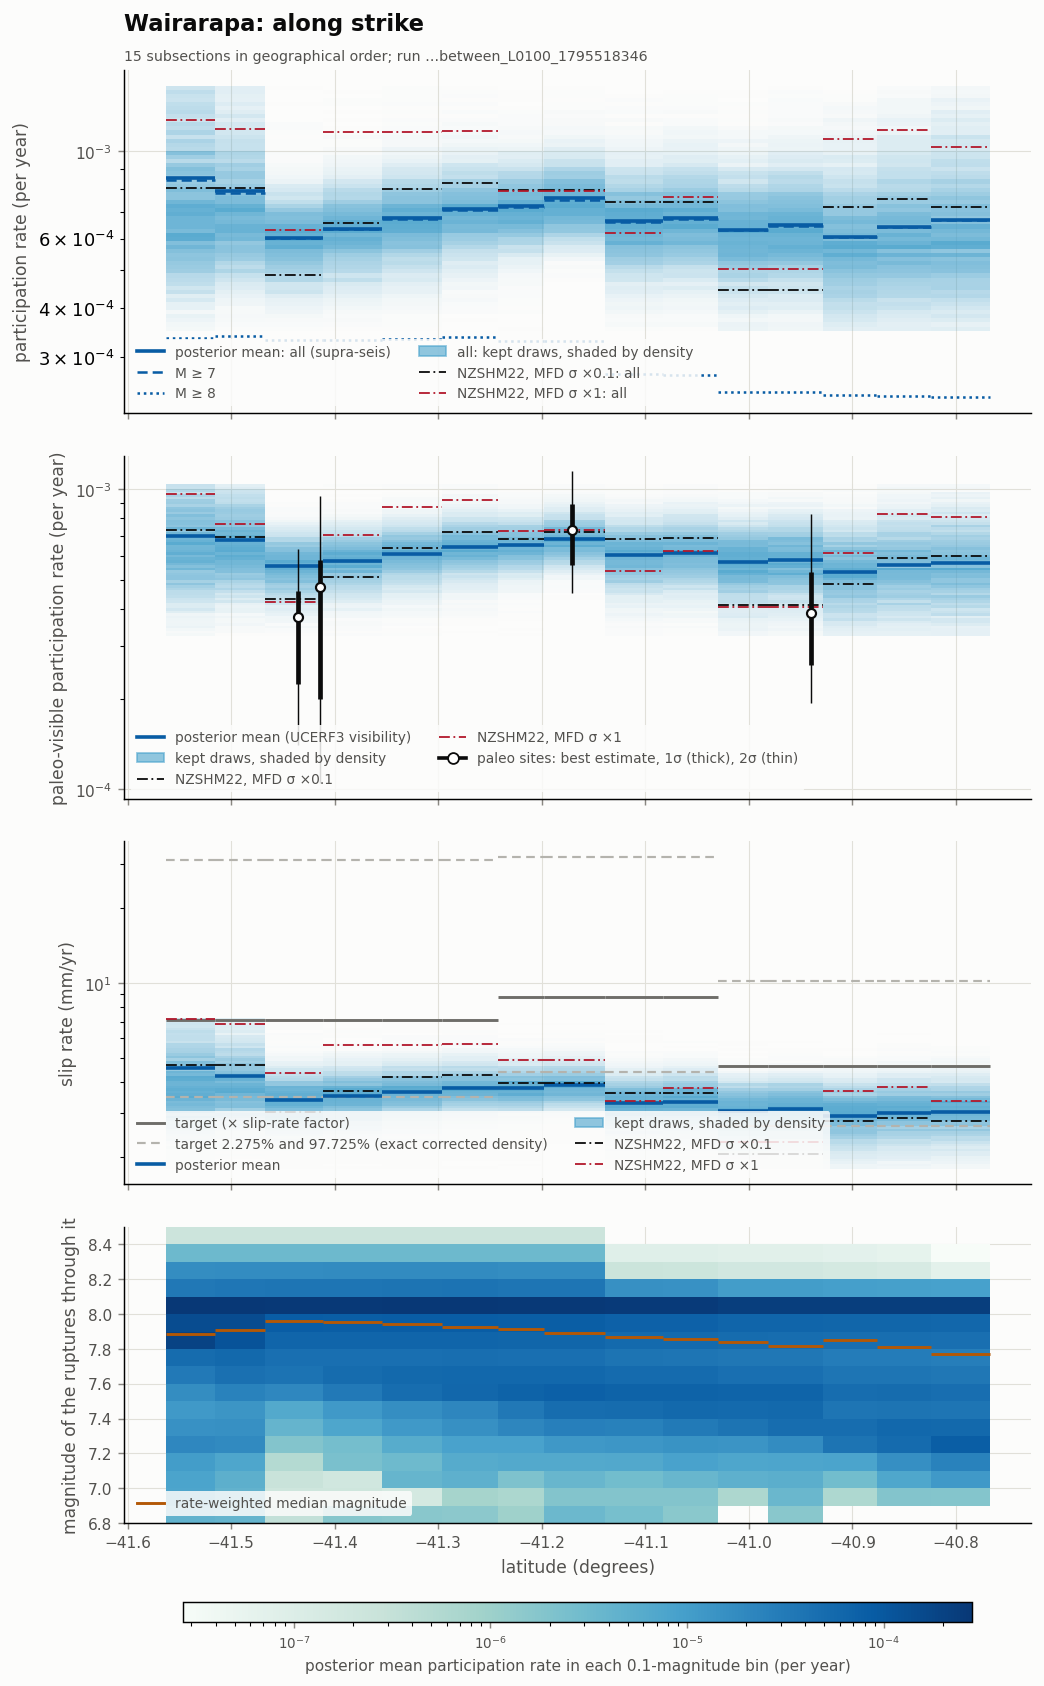 Wairarapa: along strike
15 subsections in geographical order; run ...between_L0100_1795518346
participation rate (per year)
10⁻³
6 × 10⁻⁴
4 × 10⁻⁴
3 × 10⁻⁴
posterior mean: all (supra-seis)
M ≥ 7
M ≥ 8
all: kept draws, shaded by density
NZSHM22, MFD σ ×0.1: all
NZSHM22, MFD σ ×1: all
paleo-visible participation rate (per year)
10⁻³
10⁻⁴
posterior mean (UCERF3 visibility)
kept draws, shaded by density
NZSHM22, MFD σ ×0.1
NZSHM22, MFD σ ×1
paleo sites: best estimate, 1σ (thick), 2σ (thin)
slip rate (mm/yr)
10¹
target (× slip-rate factor)
target 2.275% and 97.725% (exact corrected density)
posterior mean
kept draws, shaded by density
NZSHM22, MFD σ ×0.1
NZSHM22, MFD σ ×1
magnitude of the ruptures through it
8.4
8.2
8.0
7.8
7.6
7.4
7.2
7.0
6.8
rate-weighted median magnitude
−41.6 −41.5 −41.4 −41.3 −41.2 −41.1 −41.0 −40.9 −40.8
latitude (degrees)
10⁻⁷ 10⁻⁶ 10⁻⁵ 10⁻⁴
posterior mean participation rate in each 0.1-magnitude bin (per year)